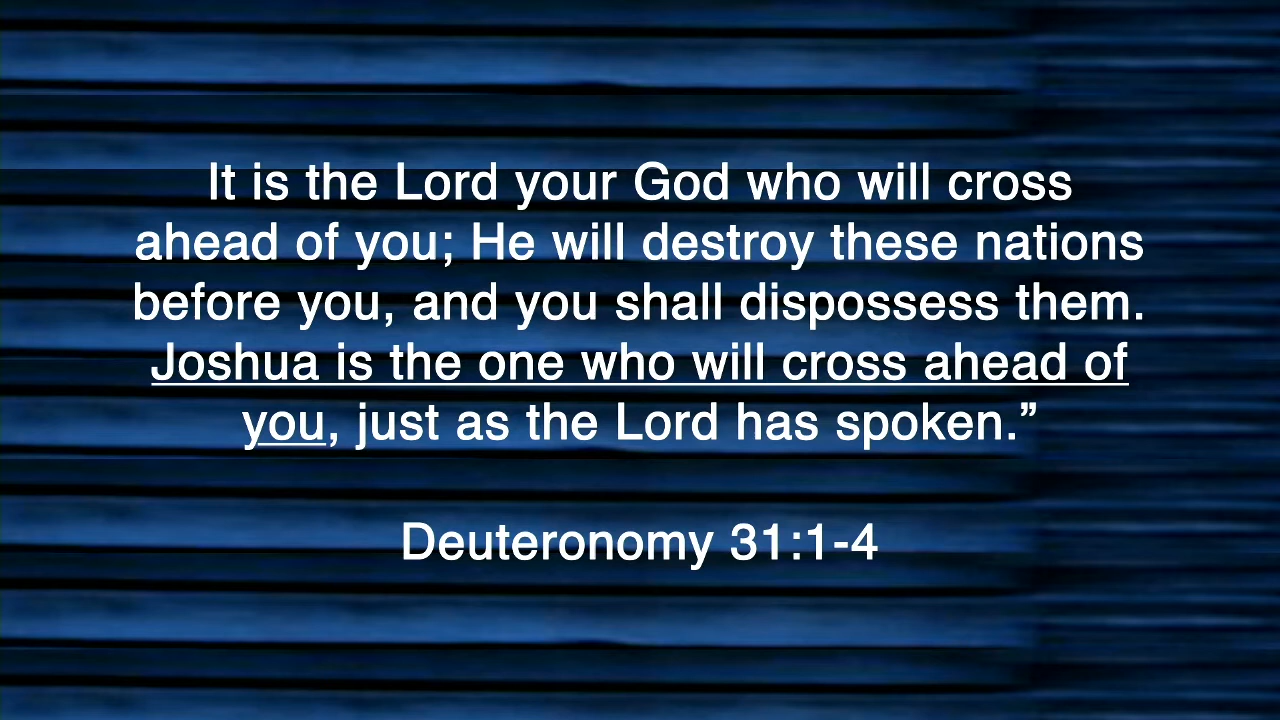 It is the Lord your God who will cross
ahead of you; He will destroy these nations
before you, and you shall dispossess them.
Joshua is the one who will cross ahead of
you, just as the Lord has spoken.”
Deuteronomy 31:1-4